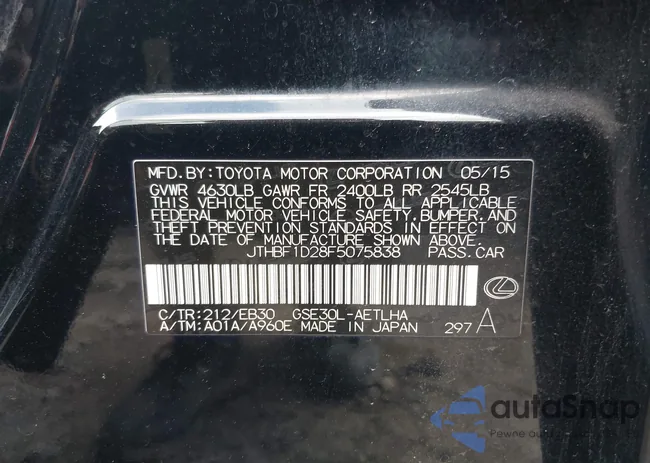 MFD.BY:TOYOTA MOTOR CORPORATION 05/15
GVWR 4630LB GAWR FR 2400LB RR 2545LB
THIS VEHICLE CONFORMS TO ALL APPLICABLE
FEDERAL MOTOR VEHICLE SAFETY,BUMPER,AND
THEFT PREVENTION STANDARDS IN EFFECT ON
THE DATE OF MANUFACTURE SHOWN ABOVE.
JTHBF1D28F5075838 PASS.CAR
C/TR:212/EB30 GSE30L-AETLHA
A/TM:A01A/A960E MADE IN JAPAN 297 A
autoSnap
Pewne auto